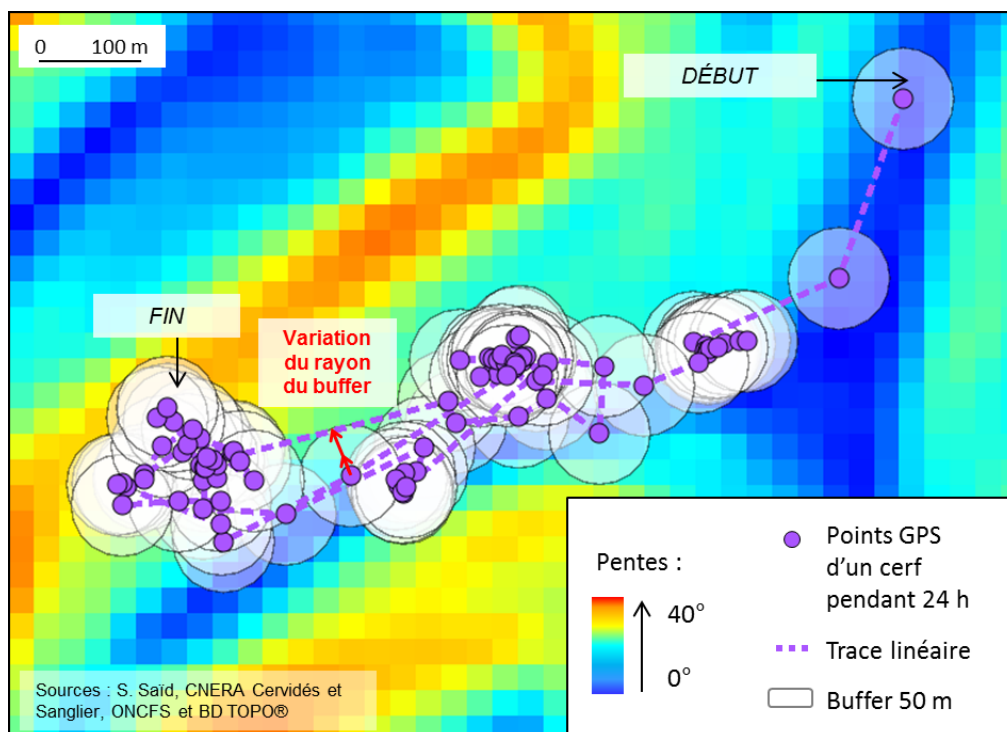 0 100 m
DÉBUT
FIN
Variation
du rayon
du buffer
Pentes :
40°
0°
Points GPS
d'un cerf
pendant 24 h
Trace linéaire
Buffer 50 m
Sources : S. Saïd, CNERA Cervidés et
Sanglier, ONCFS et BD TOPO®